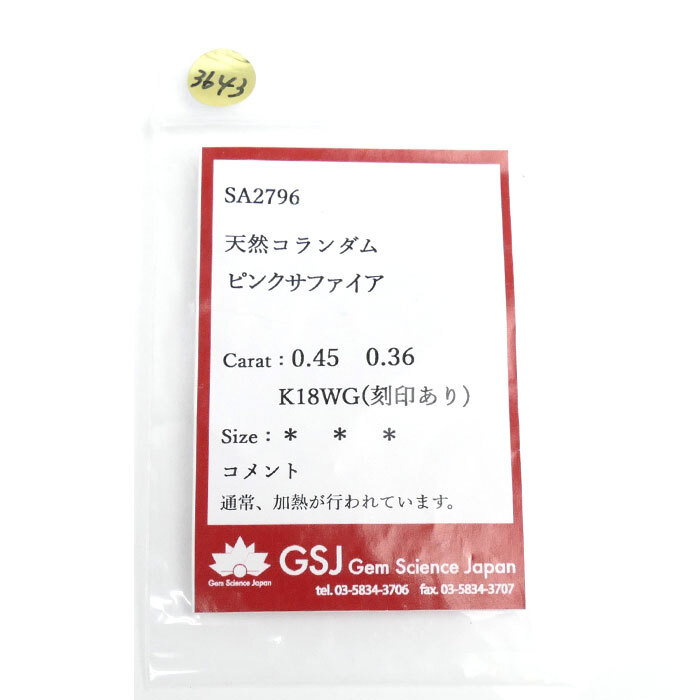 3643
SA2796
天然コランダム
ピンクサファイア
Carat：0.45 0.36
K18WG(刻印あり)
Size：＊ ＊ ＊
コメント
通常、加熱が行われています。
Gem Science Japan
GSJ Gem Science Japan
tel. 03-5834-3706 fax. 03-5834-3707